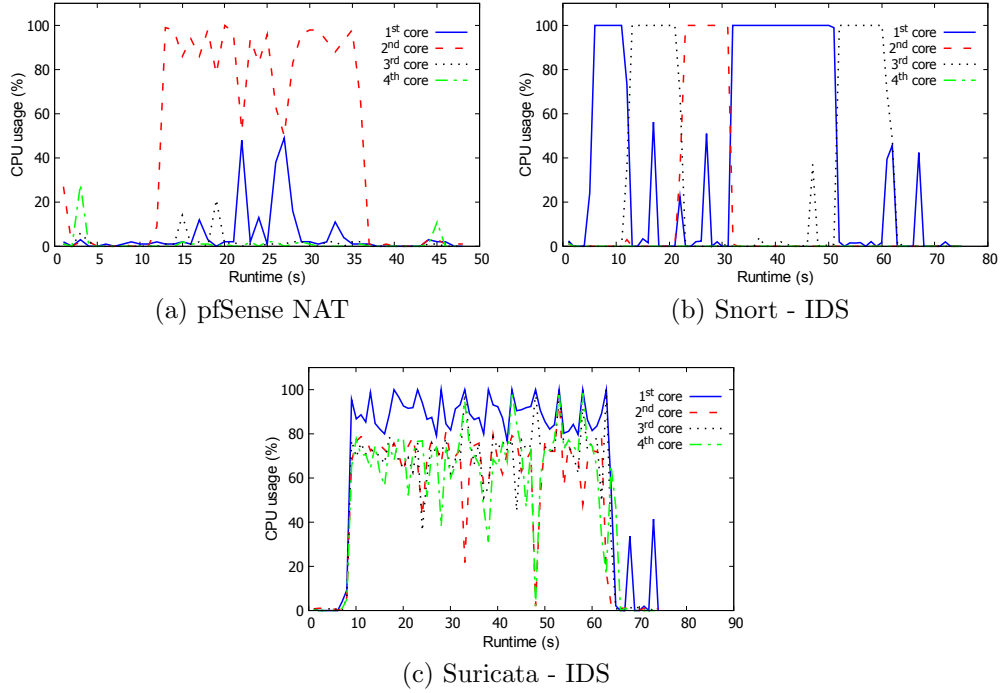 CPU usage (%)
120
100
80
60
40
20
0
0 5 10 15 20 25 30 35 40 45 50
Runtime (s)
1st core
2nd core
3rd core
4th core
(a) pfSense NAT
CPU usage (%)
120
100
80
60
40
20
0
0 10 20 30 40 50 60 70 80
Runtime (s)
1st core
2nd core
3rd core
4th core
(b) Snort - IDS
CPU usage (%)
100
80
60
40
20
0
0 10 20 30 40 50 60 70 80 90
Runtime (s)
1st core
2nd core
3rd core
4th core
(c) Suricata - IDS